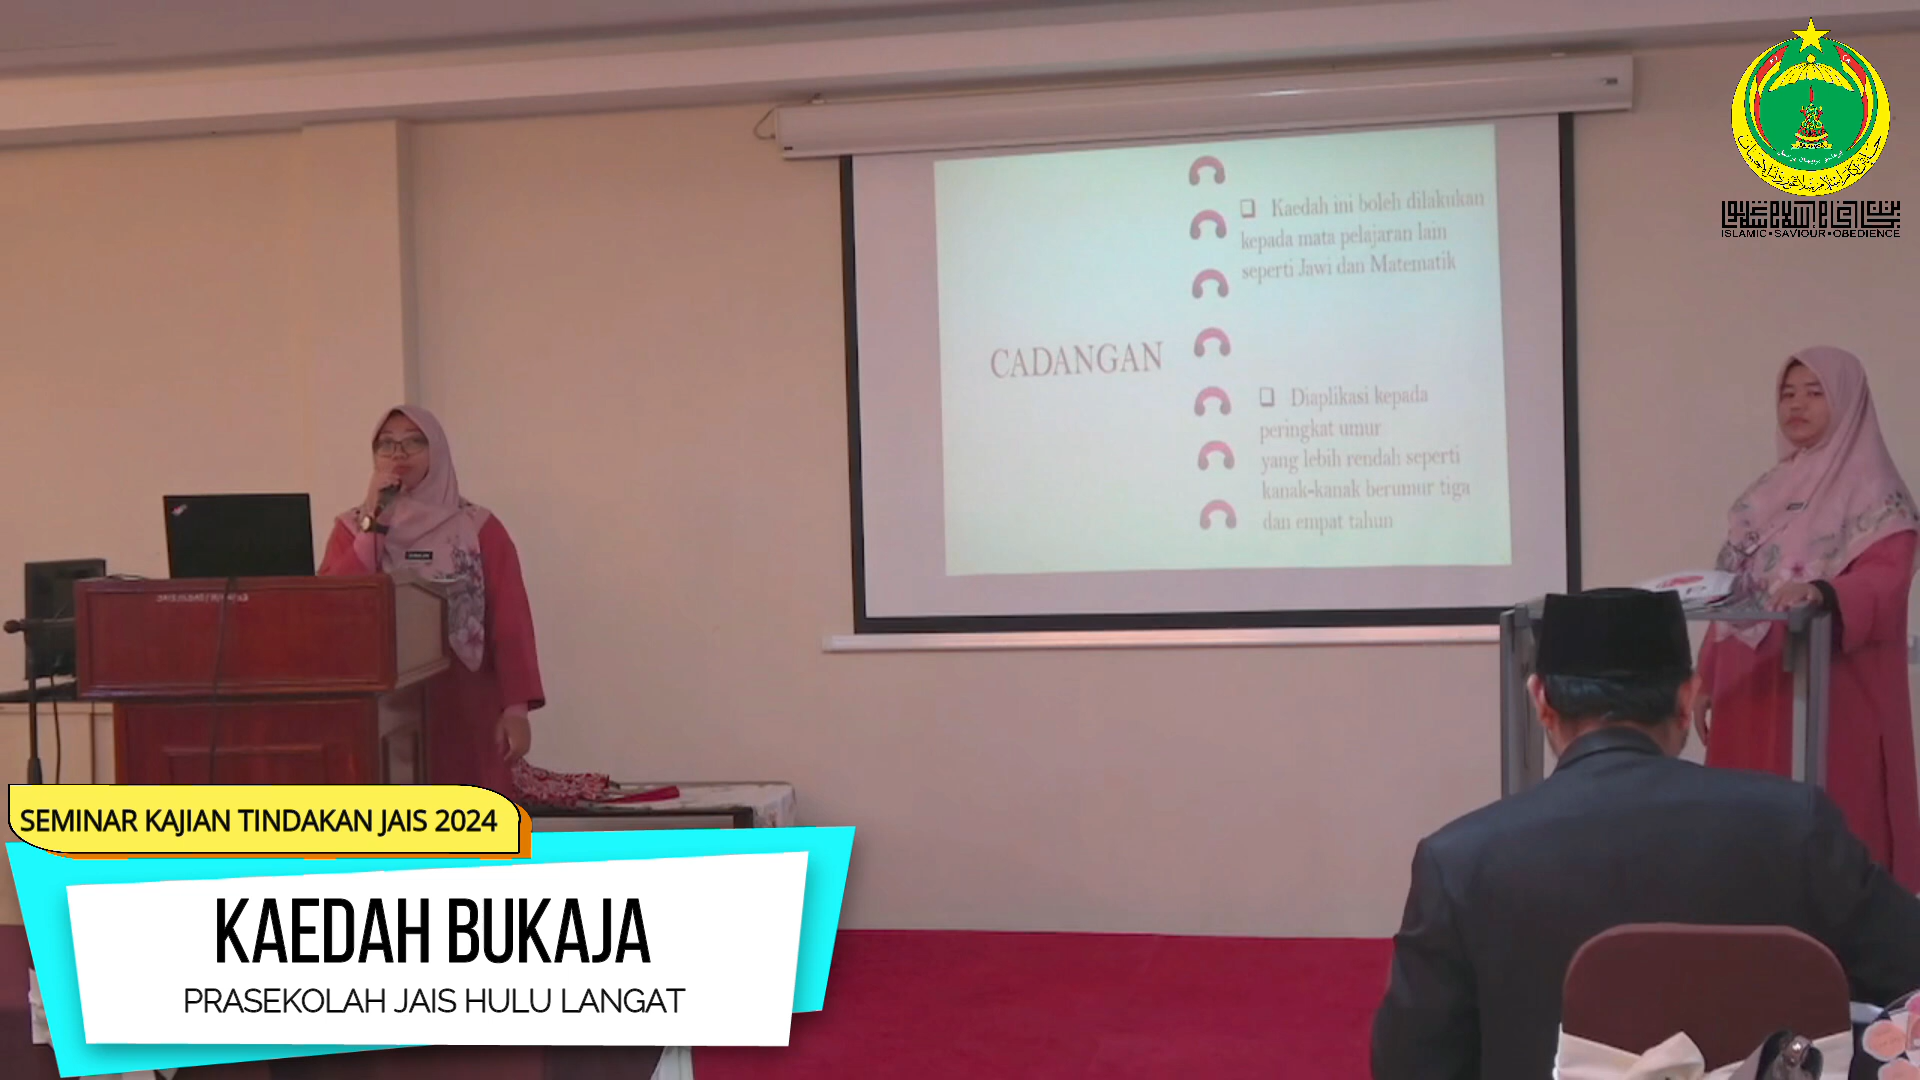 ISLAMIC • SAVIOUR • OBEDIENCE
CADANGAN
❑ Kaedah ini boleh dilakukan
kepada mata pelajaran lain
seperti Jawi dan Matematik
❑ Diaplikasi kepada
peringkat umur
yang lebih rendah seperti
kanak-kanak berumur tiga
dan empat tahun
SEMINAR KAJIAN TINDAKAN JAIS 2024
KAEDAH BUKAJA
PRASEKOLAH JAIS HULU LANGAT